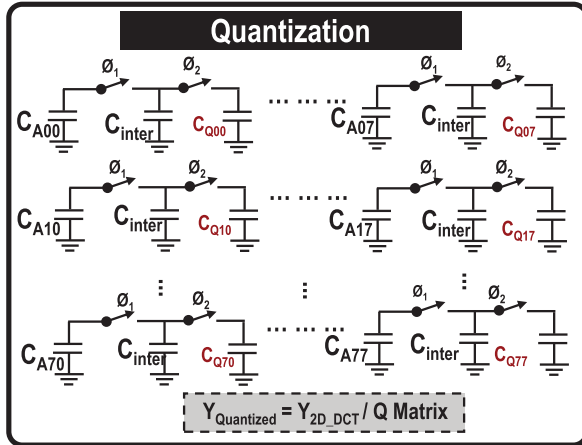 Quantization
Ø1 Ø2 Ø1 Ø2
CA00 Cinter CQ00 ... ... ... CA07 Cinter CQ07
Ø1 Ø2 Ø1 Ø2
CA10 Cinter CQ10 ... ... ... CA17 Cinter CQ17
Ø1 Ø2 Ø1 Ø2
CA70 Cinter CQ70 ... ... ... CA77 Cinter CQ77
YQuantized = Y2D_DCT / Q Matrix